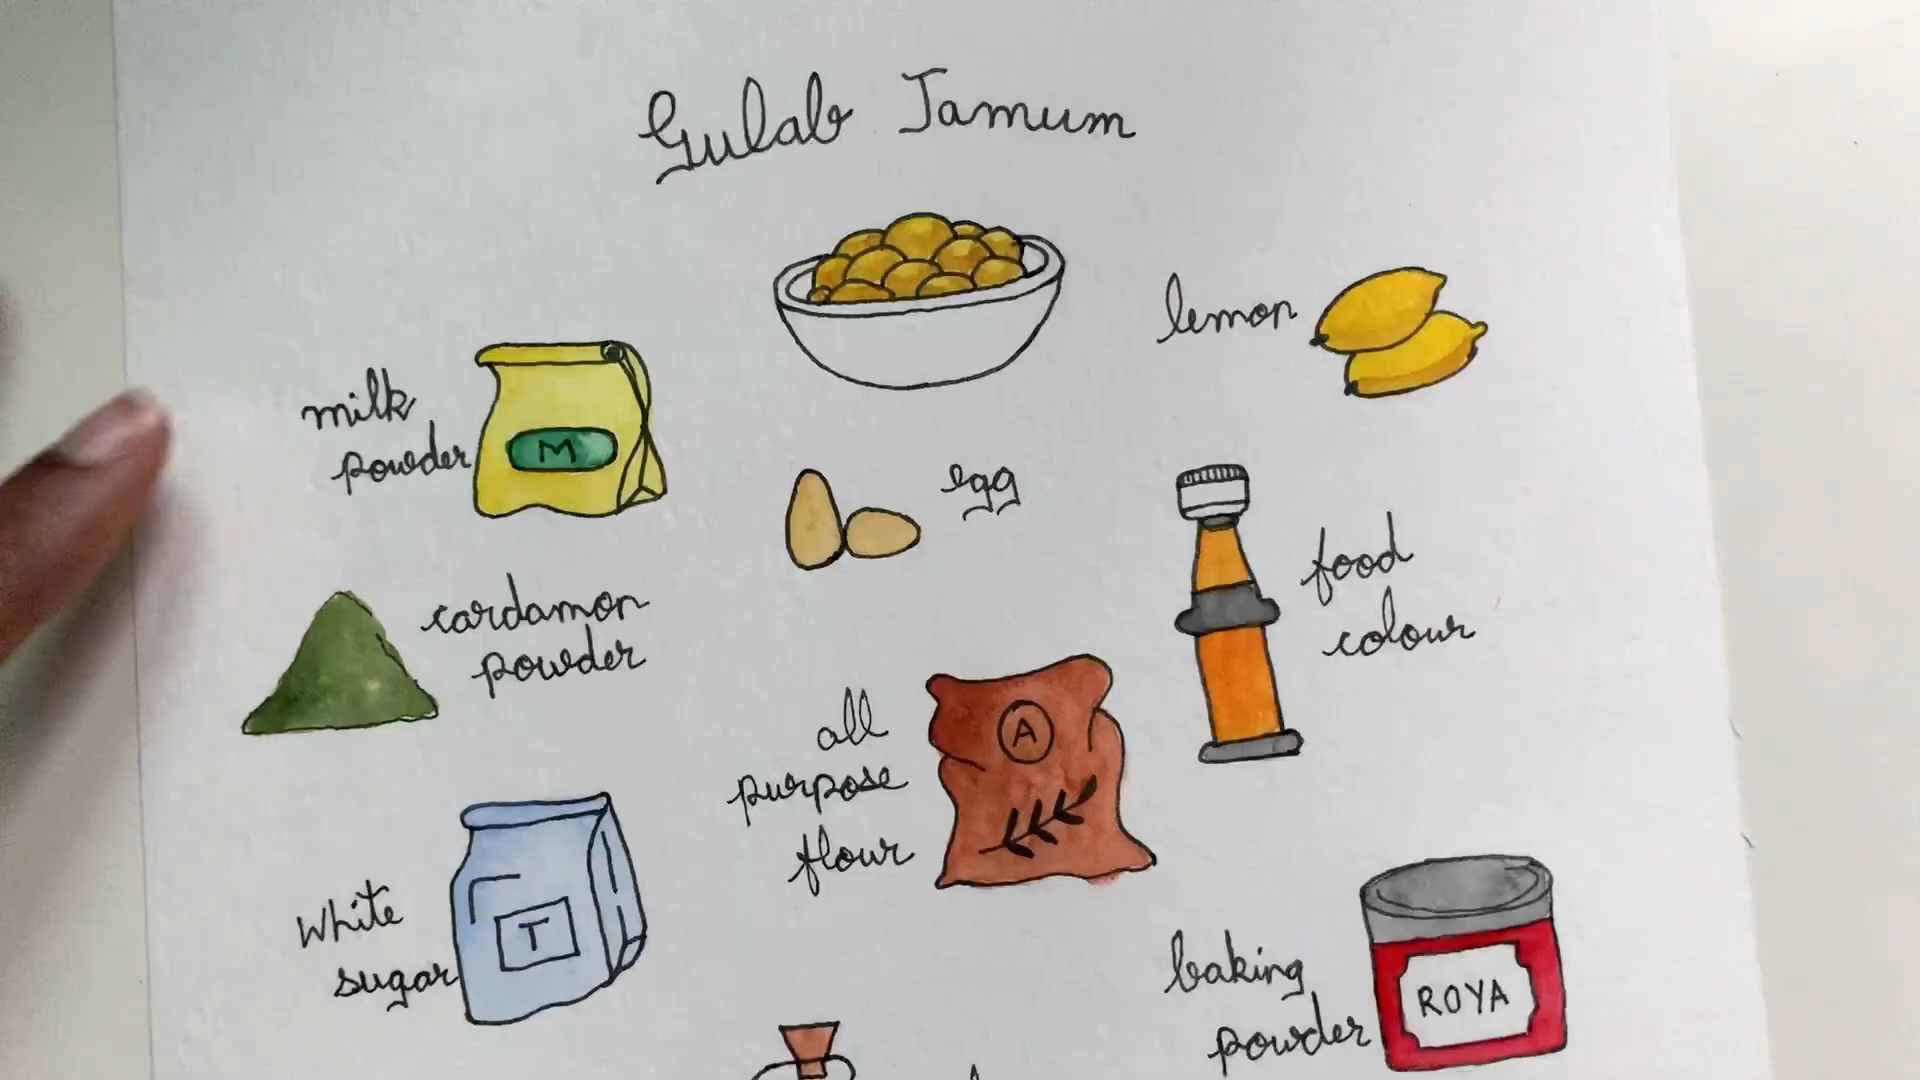 Gulab Jamum
lemon
milk
powder
M
egg
food
colour
cardamon
powder
all
purpose
flour
A
white
sugar
T
baking
powder
ROYA